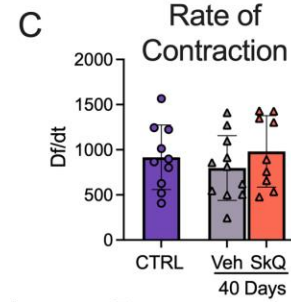 C
Rate of
Contraction
Df/dt
2000
1500
1000
500
0
CTRL Veh SkQ
40 Days